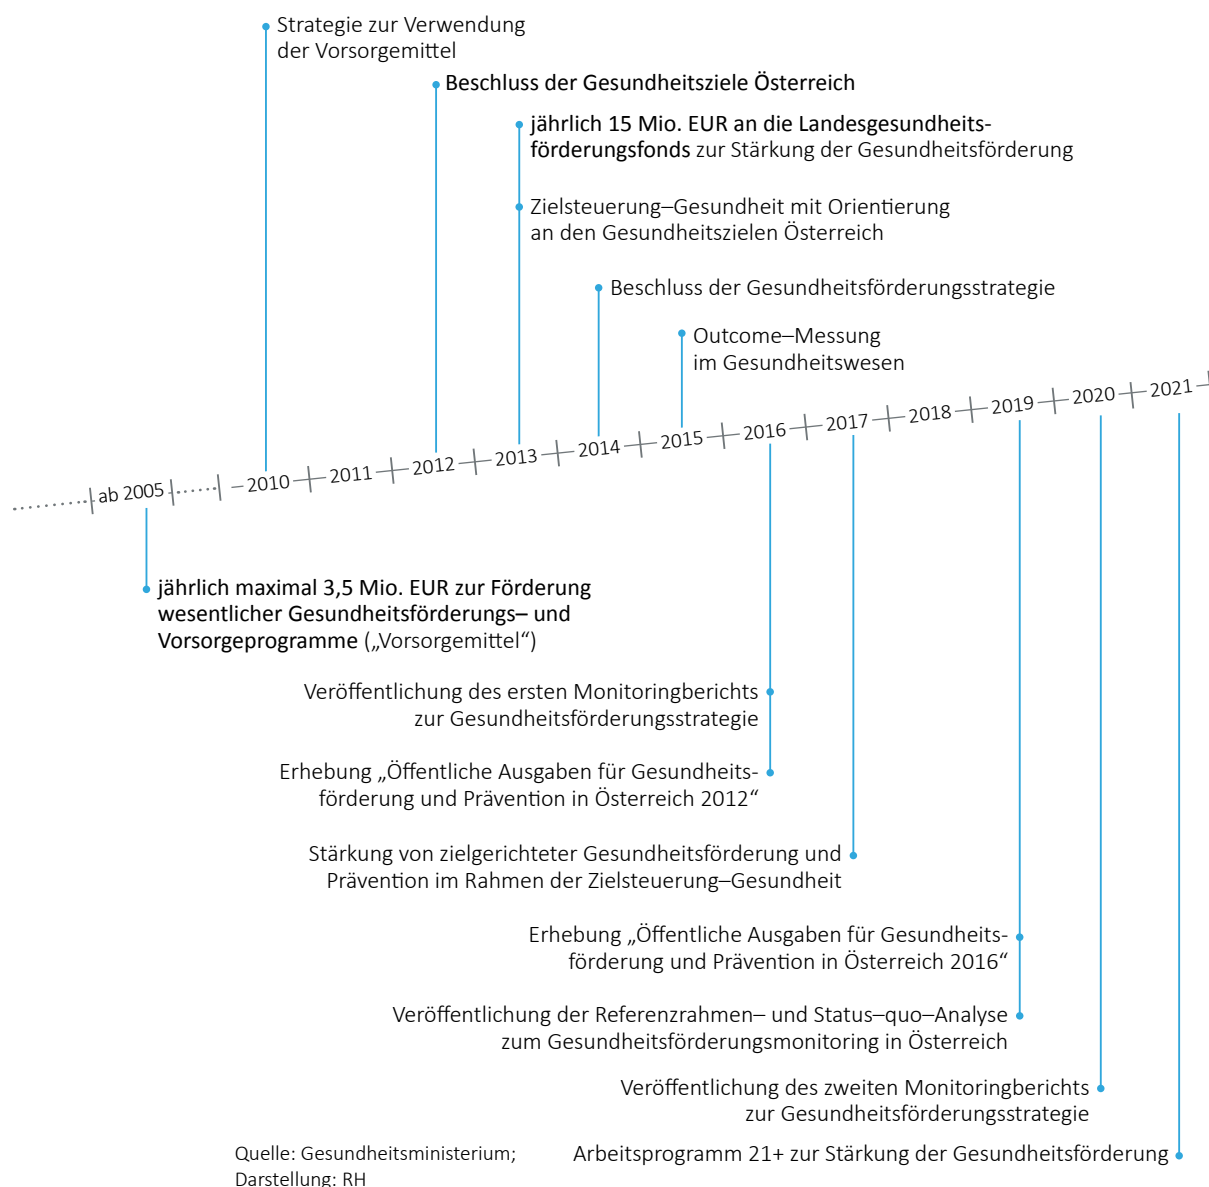 Strategie zur Verwendung
der Vorsorgemittel
Beschluss der Gesundheitsziele Österreich
jährlich 15 Mio. EUR an die Landesgesundheits-
förderungsfonds zur Stärkung der Gesundheitsförderung
Zielsteuerung–Gesundheit mit Orientierung
an den Gesundheitszielen Österreich
Beschluss der Gesundheitsförderungsstrategie
Outcome–Messung
im Gesundheitswesen
ab 2005 2010 2011 2012 2013 2014 2015 2016 2017 2018 2019 2020 2021
jährlich maximal 3,5 Mio. EUR zur Förderung
wesentlicher Gesundheitsförderungs– und
Vorsorgeprogramme („Vorsorgemittel“)
Veröffentlichung des ersten Monitoringberichts
zur Gesundheitsförderungsstrategie
Erhebung „Öffentliche Ausgaben für Gesundheits-
förderung und Prävention in Österreich 2012“
Stärkung von zielgerichteter Gesundheitsförderung und
Prävention im Rahmen der Zielsteuerung–Gesundheit
Erhebung „Öffentliche Ausgaben für Gesundheits-
förderung und Prävention in Österreich 2016“
Veröffentlichung der Referenzrahmen– und Status–quo–Analyse
zum Gesundheitsförderungsmonitoring in Österreich
Veröffentlichung des zweiten Monitoringberichts
zur Gesundheitsförderungsstrategie
Arbeitsprogramm 21+ zur Stärkung der Gesundheitsförderung
Quelle: Gesundheitsministerium;
Darstellung: RH